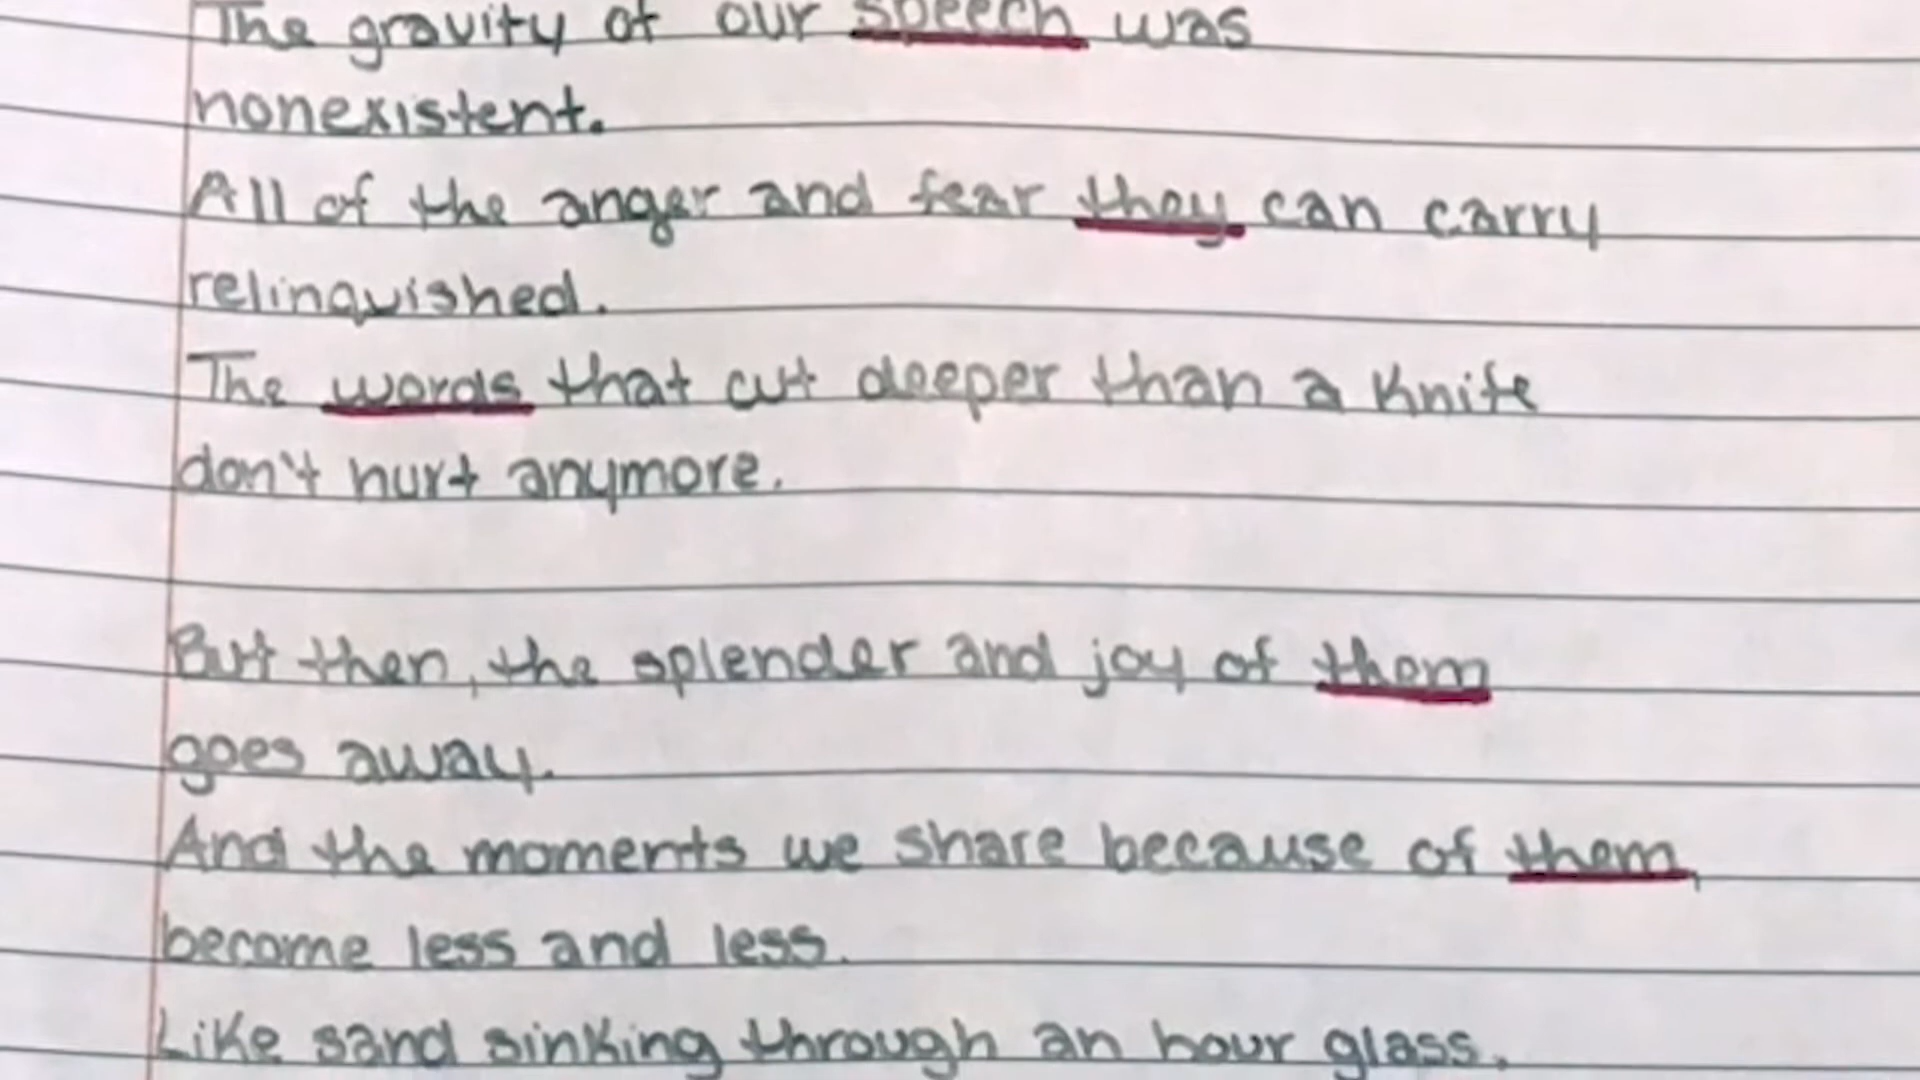 The gravity of our speech was
nonexistent.
All of the anger and fear they can carry
relinquished.
The words that cut deeper than a knife
don't hurt anymore.
But then, the splender and joy of them
goes away.
And the moments we share because of them,
become less and less.
Like sand sinking through an hour glass.